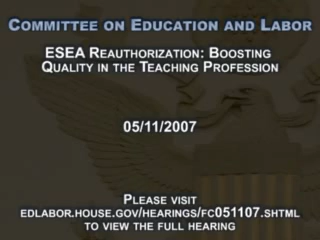 Committee on Education and Labor
ESEA Reauthorization: Boosting
Quality in the Teaching Profession
05/11/2007
Please visit
edlabor.house.gov/hearings/fc051107.shtml
to view the full hearing